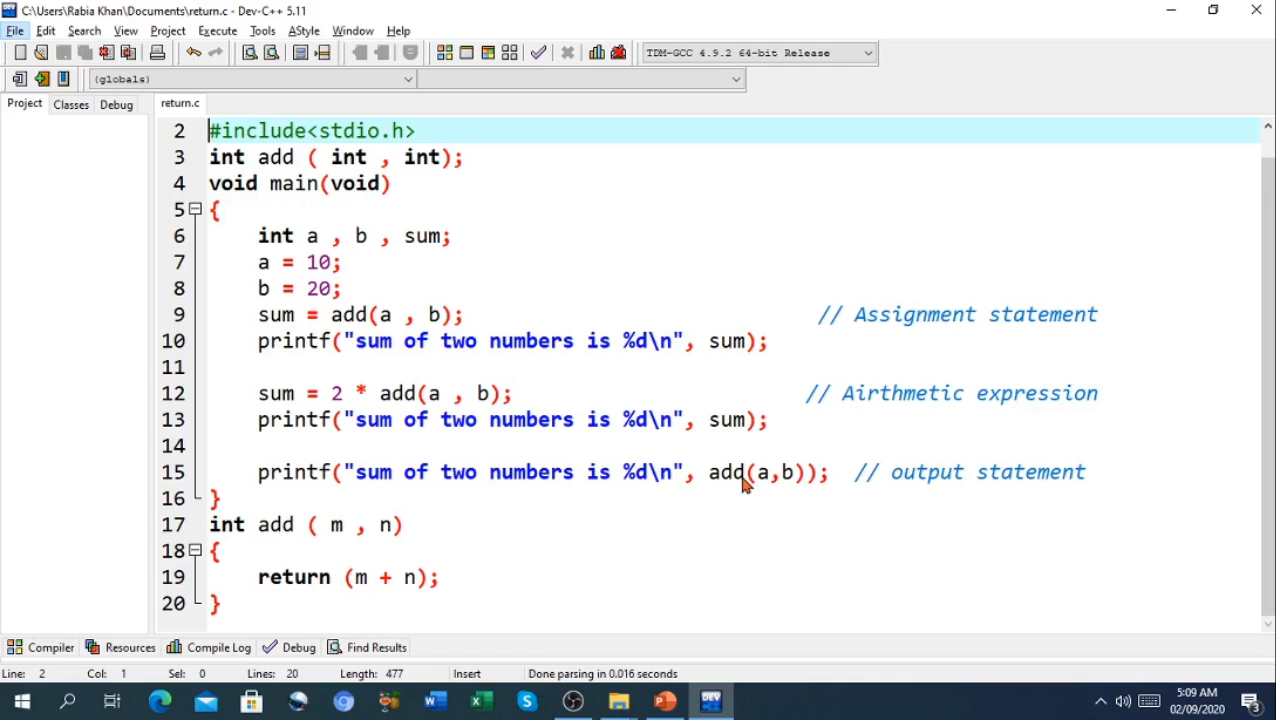 C:\Users\Rabia Khan\Documents\return.c - Dev-C++ 5.11
File Edit Search View Project Execute Tools AStyle Window Help
TDM-GCC 4.9.2 64-bit Release
(globals)
Project Classes Debug return.c
2 #include<stdio.h>
3 int add ( int , int);
4 void main(void)
5 {
6 int a , b , sum;
7 a = 10;
8 b = 20;
9 sum = add(a , b); // Assignment statement
10 printf("sum of two numbers is %d\n", sum);
11
12 sum = 2 * add(a , b); // Airthmetic expression
13 printf("sum of two numbers is %d\n", sum);
14
15 printf("sum of two numbers is %d\n", add(a,b)); // output statement
16 }
17 int add ( m , n)
18 {
19 return (m + n);
20 }
Compiler Resources Compile Log Debug Find Results
Line: 2 Col: 1 Sel: 0 Lines: 20 Length: 477 Insert Done parsing in 0.016 seconds
DEV
5:09 AM
02/09/2020
3